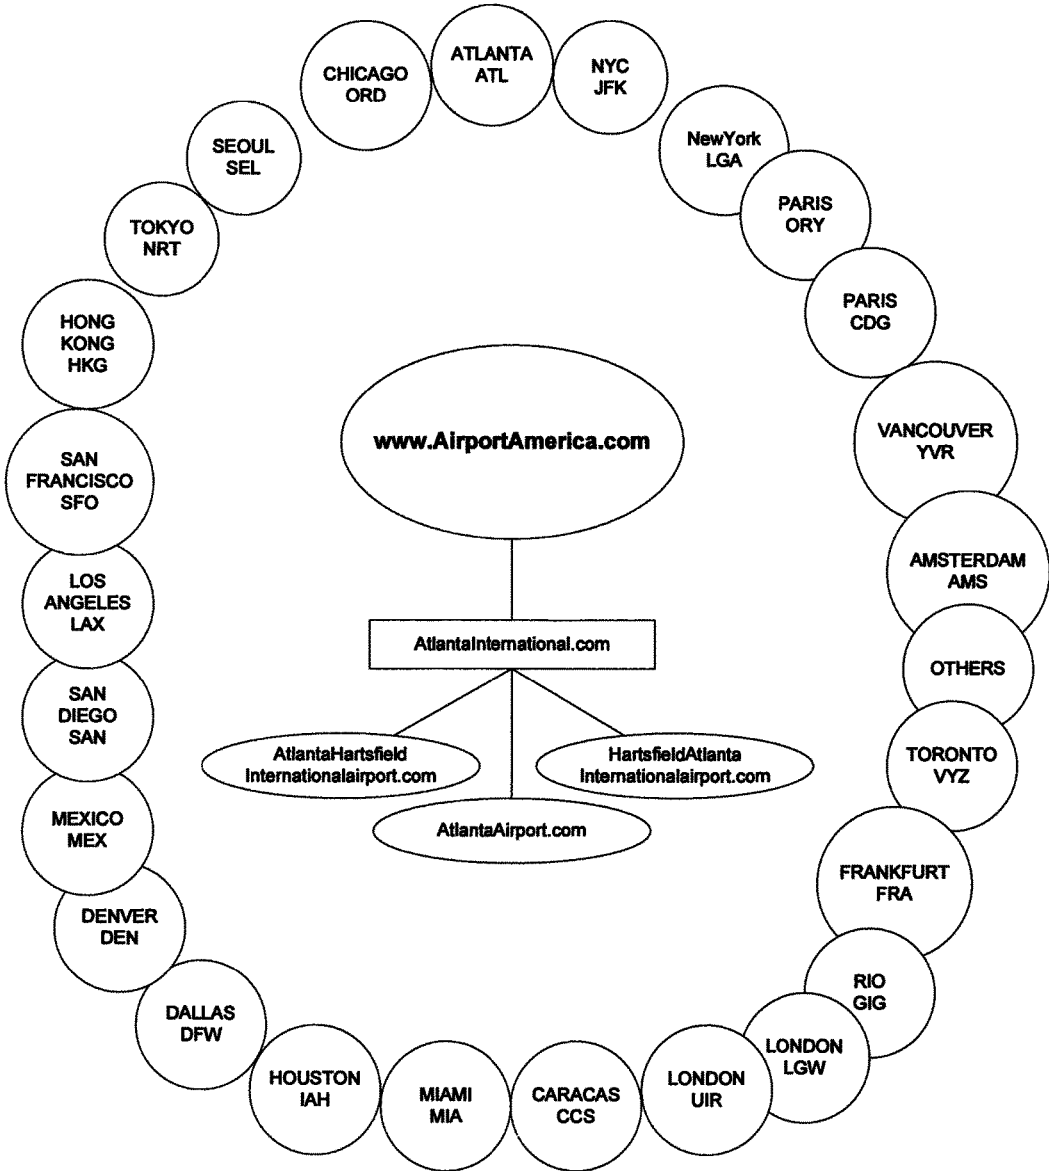 ATLANTA
ATL
NYC
JFK
NewYork
LGA
PARIS
ORY
PARIS
CDG
VANCOUVER
YVR
AMSTERDAM
AMS
OTHERS
TORONTO
VYZ
FRANKFURT
FRA
RIO
GIG
LONDON
LGW
LONDON
UIR
CARACAS
CCS
MIAMI
MIA
HOUSTON
IAH
DALLAS
DFW
DENVER
DEN
MEXICO
MEX
SAN
DIEGO
SAN
LOS
ANGELES
LAX
SAN
FRANCISCO
SFO
HONG
KONG
HKG
TOKYO
NRT
SEOUL
SEL
CHICAGO
ORD
www.AirportAmerica.com
AtlantaInternational.com
AtlantaHartsfield
Internationalairport.com
HartsfieldAtlanta
Internationalairport.com
AtlantaAirport.com